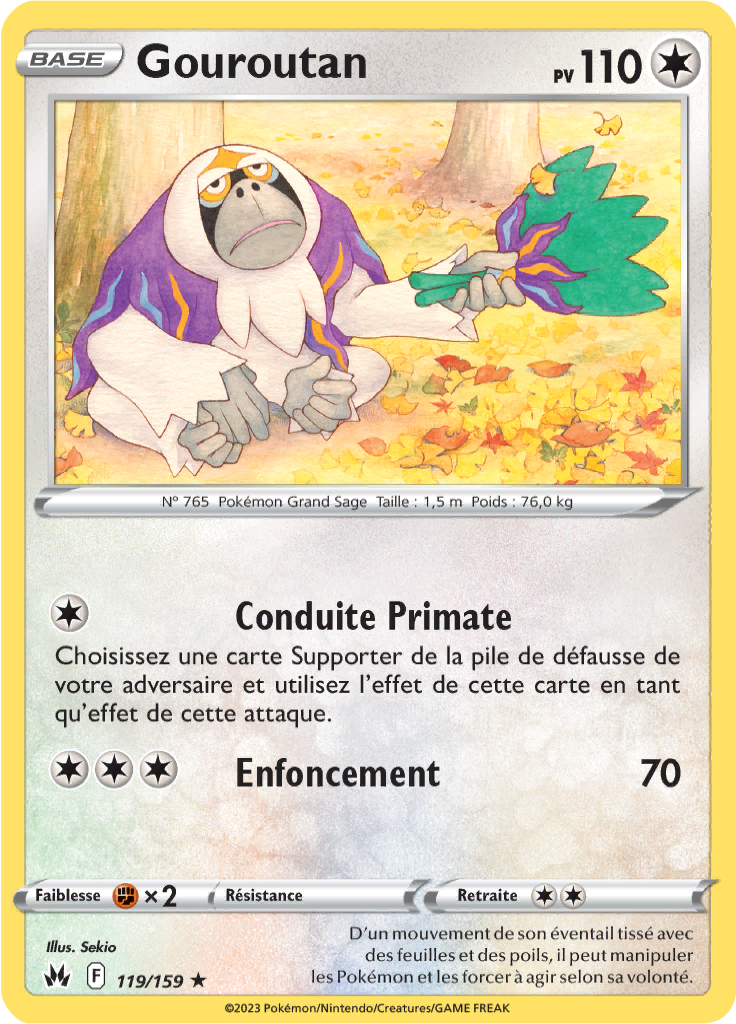 BASE
Gouroutan
PV 110
N° 765 Pokémon Grand Sage Taille : 1,5 m Poids : 76,0 kg
Conduite Primate
Choisissez une carte Supporter de la pile de défausse de
votre adversaire et utilisez l'effet de cette carte en tant
qu'effet de cette attaque.
Enfoncement 70
Faiblesse ×2 Résistance Retraite
Illus. Sekio
D'un mouvement de son éventail tissé avec
des feuilles et des poils, il peut manipuler
les Pokémon et les forcer à agir selon sa volonté.
F 119/159 ★
©2023 Pokémon/Nintendo/Creatures/GAME FREAK